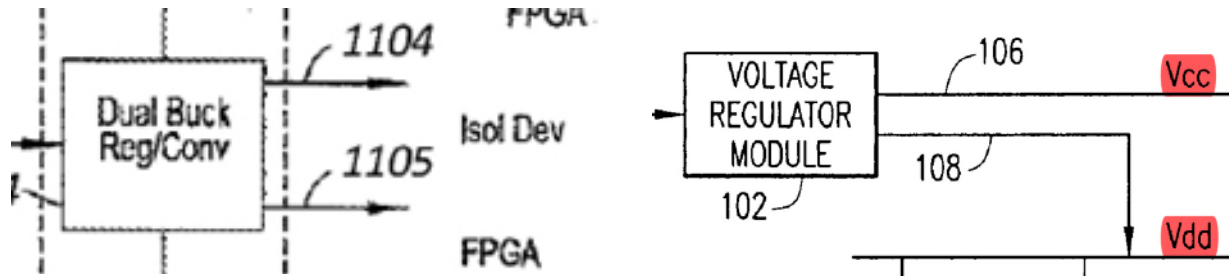 FPGA
1104
Dual Buck
Reg/Conv
Isol Dev
1105
FPGA
VOLTAGE
REGULATOR
MODULE
102
106
Vcc
108
Vdd